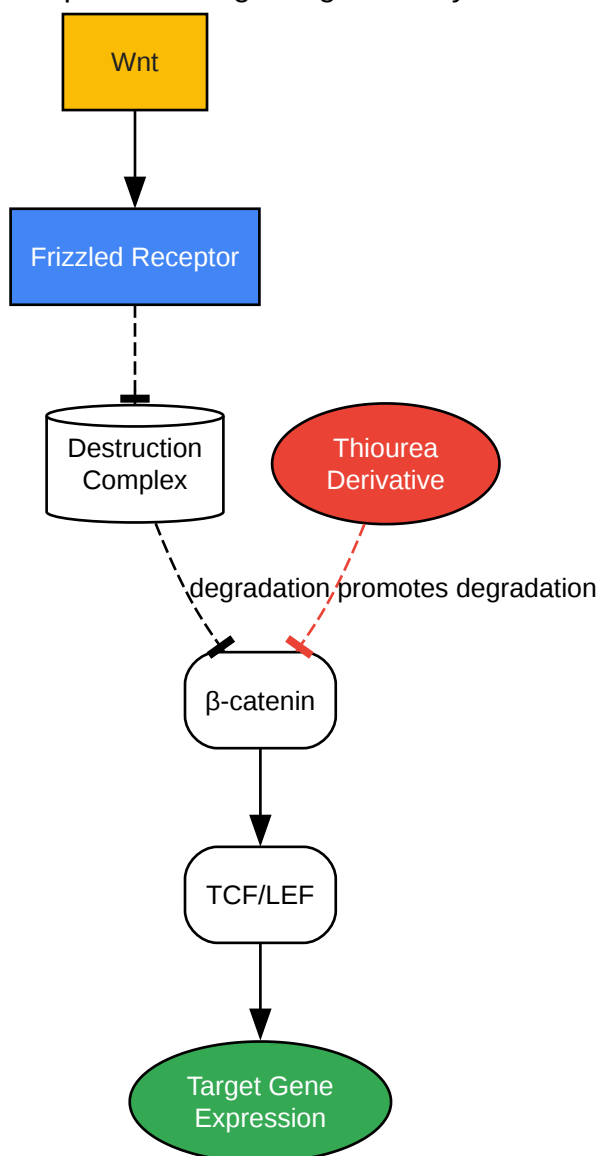 Wnt
Frizzled Receptor
Destruction
Complex
Thiourea
Derivative
degradation
promotes degradation
β-catenin
TCF/LEF
Target Gene
Expression